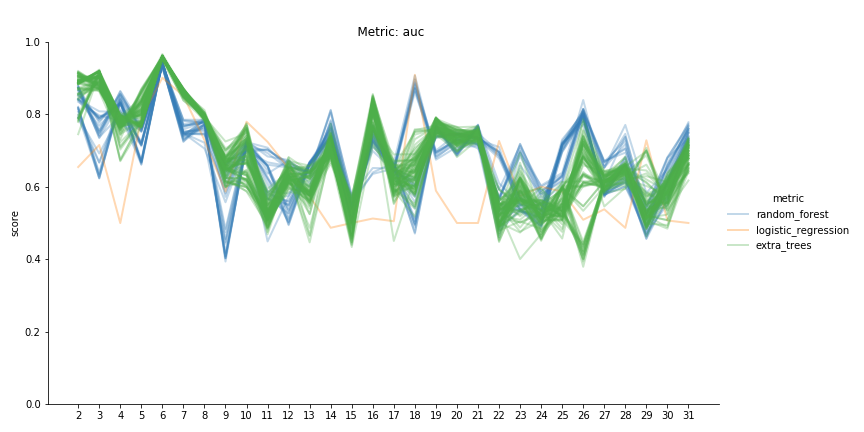 Metric: auc
1.0
0.8
0.6
0.4
0.2
0.0
score
2 3 4 5 6 7 8 9 10 11 12 13 14 15 16 17 18 19 20 21 22 23 24 25 26 27 28 29 30 31
metric
random_forest
logistic_regression
extra_trees